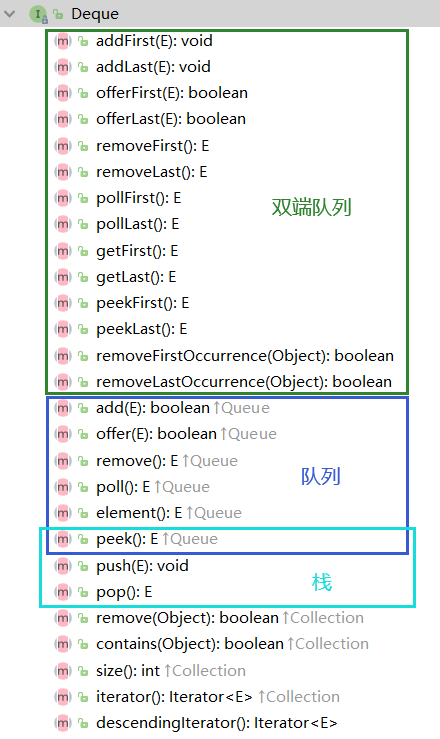 I Deque
m addFirst(E): void
m addLast(E): void
m offerFirst(E): boolean
m offerLast(E): boolean
m removeFirst(): E
m removeLast(): E
m pollFirst(): E
m pollLast(): E
双端队列
m getFirst(): E
m getLast(): E
m peekFirst(): E
m peekLast(): E
m removeFirstOccurrence(Object): boolean
m removeLastOccurrence(Object): boolean
m add(E): boolean ↑Queue
m offer(E): boolean ↑Queue
m remove(): E ↑Queue
队列
m poll(): E ↑Queue
m element(): E ↑Queue
m peek(): E ↑Queue
m push(E): void
栈
m pop(): E
m remove(Object): boolean ↑Collection
m contains(Object): boolean ↑Collection
m size(): int ↑Collection
m iterator(): Iterator<E> ↑Collection
m descendingIterator(): Iterator<E>